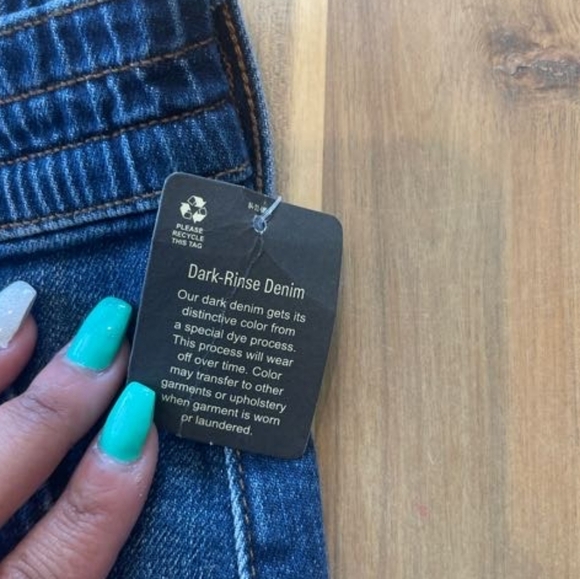 PLEASE
RECYCLE
THIS TAG
Dark-Rinse Denim
Our dark denim gets its
distinctive color from
a special dye process.
This process will wear
off over time. Color
may transfer to other
garments or upholstery
when garment is worn
or laundered.